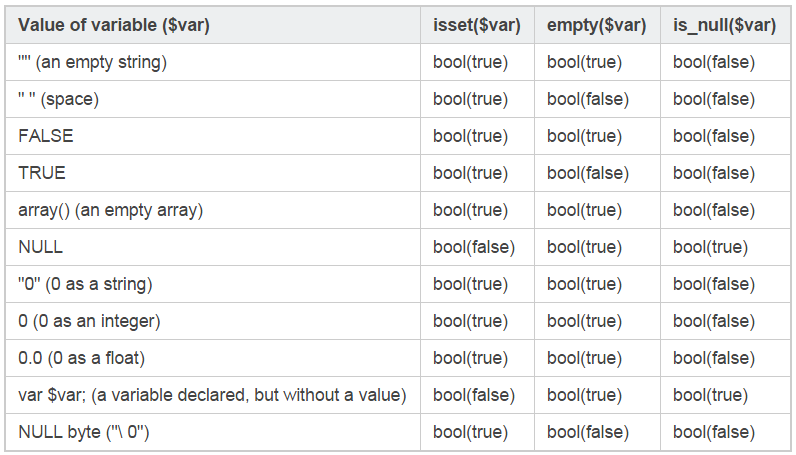 Value of variable ($var) isset($var) empty($var) is_null($var)
"" (an empty string) bool(true) bool(true) bool(false)
" " (space) bool(true) bool(false) bool(false)
FALSE bool(true) bool(true) bool(false)
TRUE bool(true) bool(false) bool(false)
array() (an empty array) bool(true) bool(true) bool(false)
NULL bool(false) bool(true) bool(true)
"0" (0 as a string) bool(true) bool(true) bool(false)
0 (0 as an integer) bool(true) bool(true) bool(false)
0.0 (0 as a float) bool(true) bool(true) bool(false)
var $var; (a variable declared, but without a value) bool(false) bool(true) bool(true)
NULL byte ("\ 0") bool(true) bool(false) bool(false)